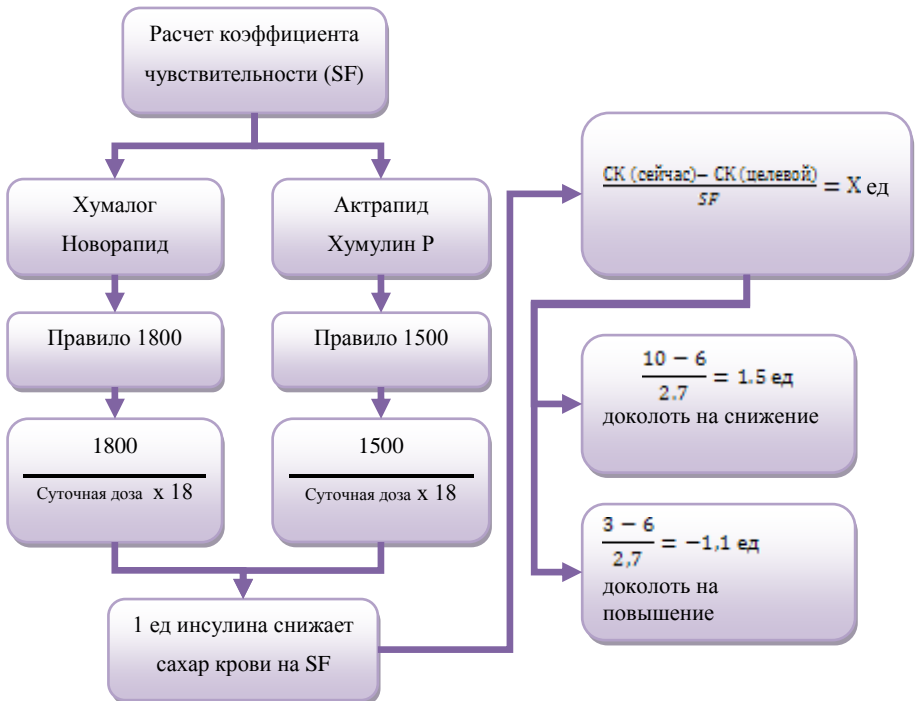 Расчет коэффициента
чувствительности (SF)
Хумалог
Новорапид
Актрапид
Хумулин Р
Правило 1800
Правило 1500
1800
Суточная доза x 18
1500
Суточная доза x 18
1 ед инсулина снижает
сахар крови на SF
СК (сейчас)− СК (целевой)
SF
= X ед
10 − 6
2.7
= 1.5 ед
доколоть на снижение
3 − 6
2,7
= −1,1 ед
доколоть на
повышение